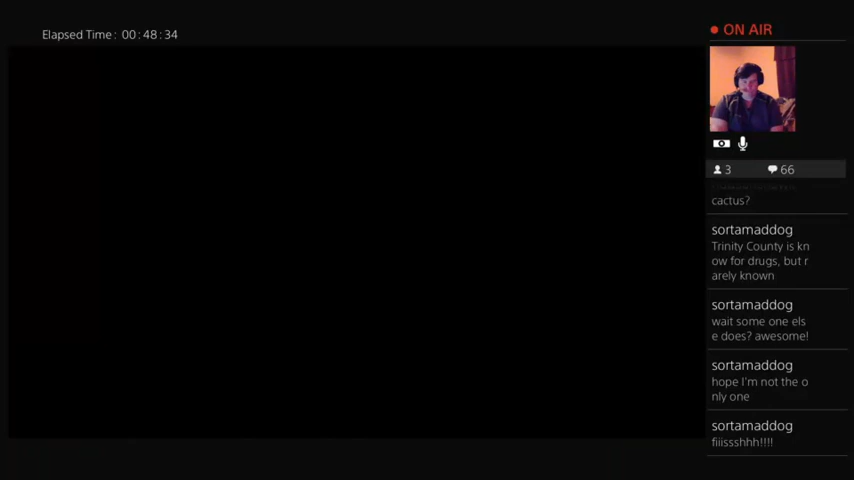 Elapsed Time: 00:48:34
ON AIR
3 66
cactus?
sortamaddog
Trinity County is kn
ow for drugs, but r
arely known
sortamaddog
wait some one els
e does? awesome!
sortamaddog
hope I'm not the o
nly one
sortamaddog
fiiissshhh!!!!